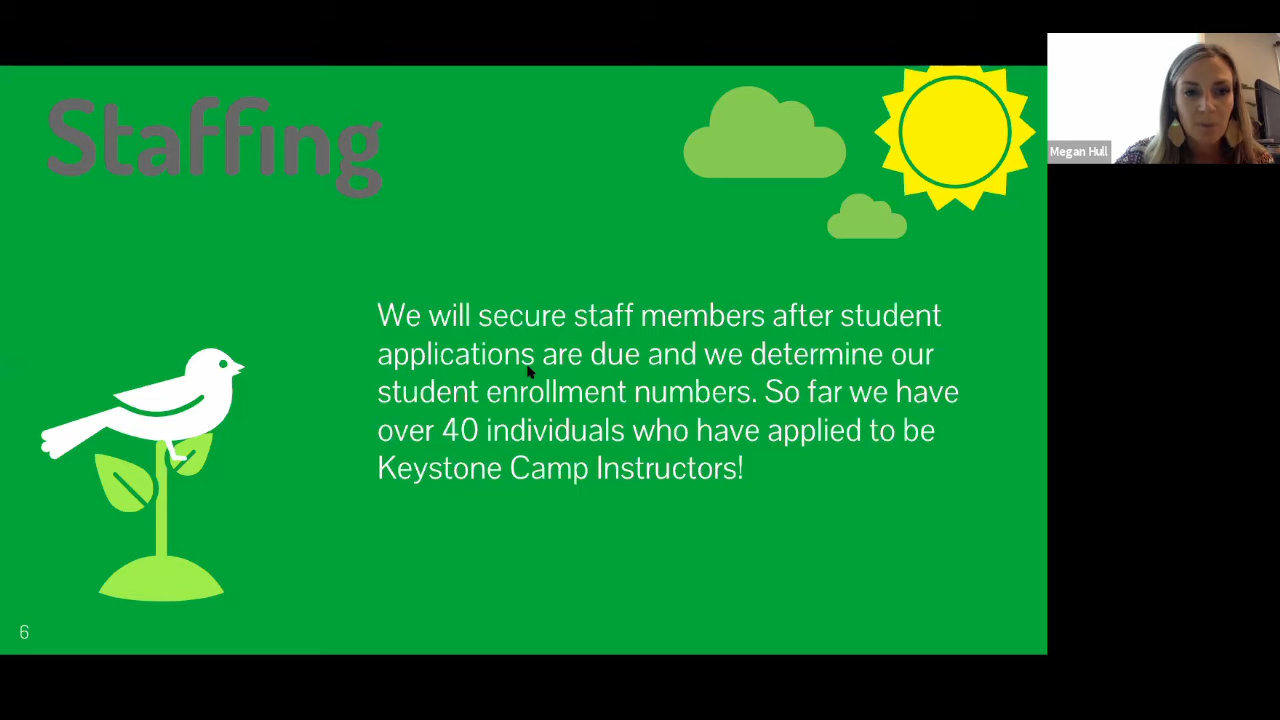 Staffing
Megan Hull
We will secure staff members after student
applications are due and we determine our
student enrollment numbers. So far we have
over 40 individuals who have applied to be
Keystone Camp Instructors!
6